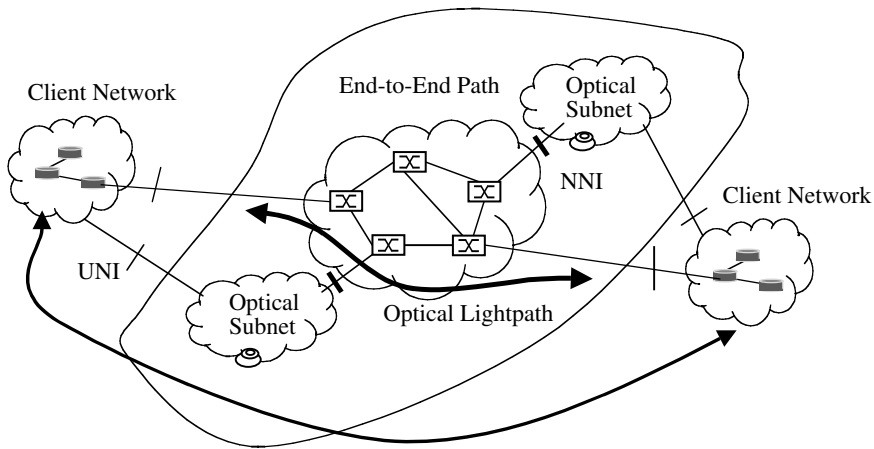 End-to-End Path
Optical
Subnet
Client Network
NNI
Client Network
UNI
Optical
Subnet
Optical Lightpath